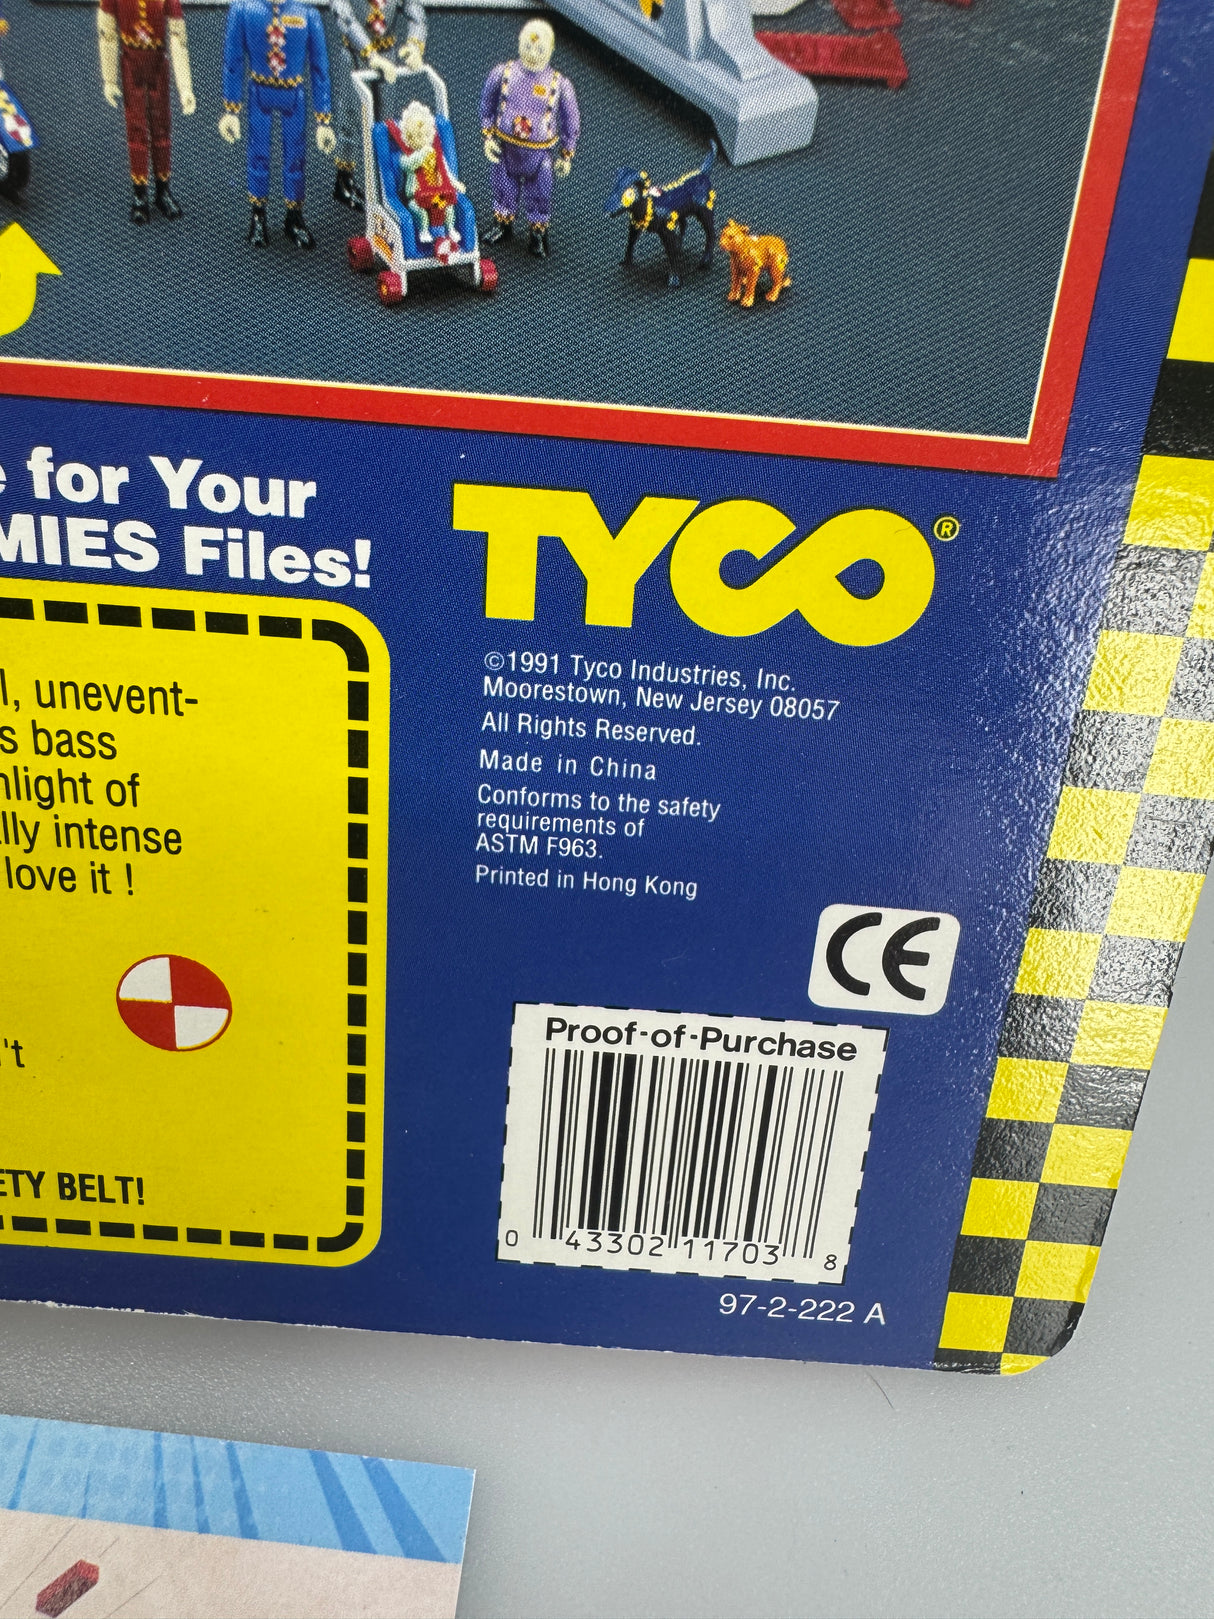 for Your
MIES Files!
l, unevent-
s bass
light of
lly intense
love it !
't
ETY BELT!
TYCO®
©1991 Tyco Industries, Inc.
Moorestown, New Jersey 08057
All Rights Reserved.
Made in China
Conforms to the safety
requirements of
ASTM F963.
Printed in Hong Kong
CE
Proof-of-Purchase
0 43302 11703 8
97-2-222 A